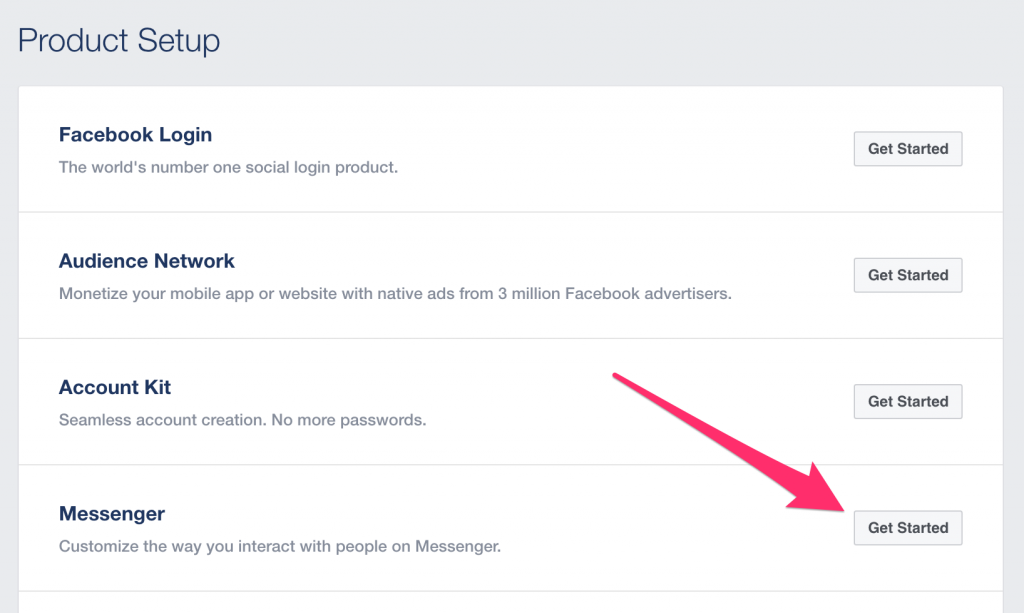 Product Setup
Facebook Login
The world's number one social login product.
Get Started
Audience Network
Monetize your mobile app or website with native ads from 3 million Facebook advertisers.
Get Started
Account Kit
Seamless account creation. No more passwords.
Get Started
Messenger
Customize the way you interact with people on Messenger.
Get Started